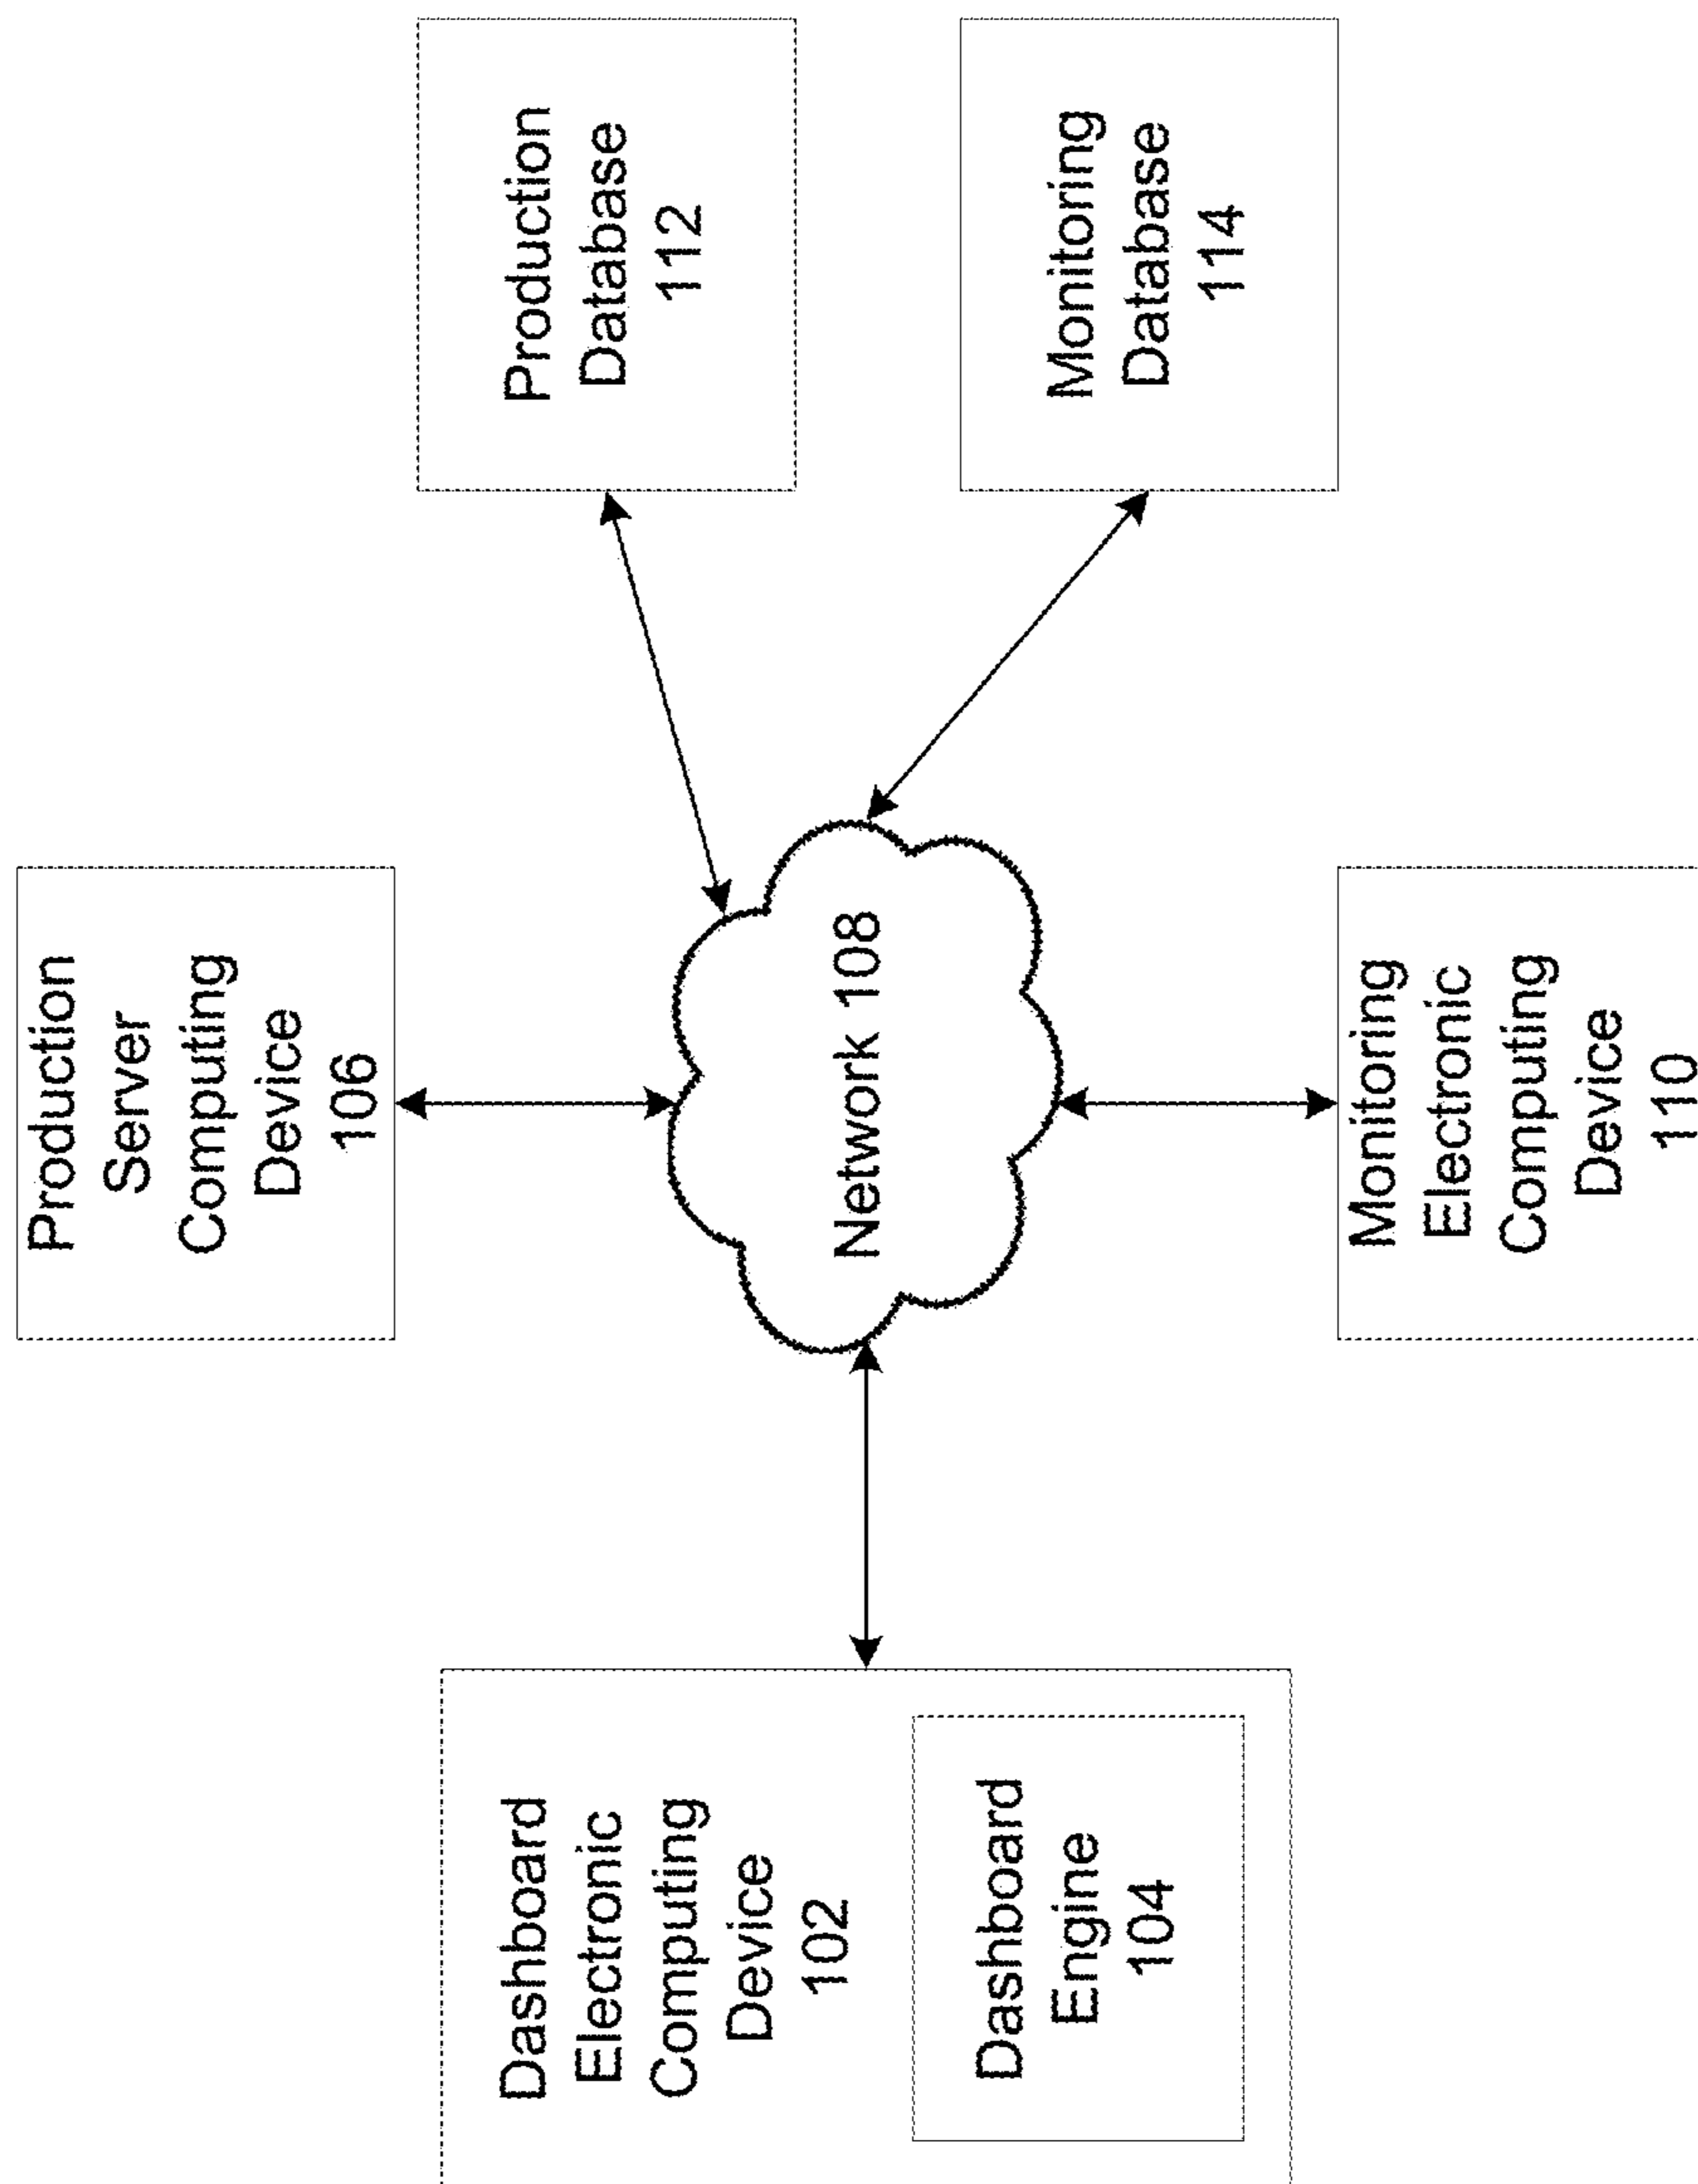 Production
Server
Computing
Device
106
Dashboard
Electronic
Computing
Device
102
Dashboard
Engine
104
Network 108
Production
Database
112
Monitoring
Database
114
Monitoring
Electronic
Computing
Device
110